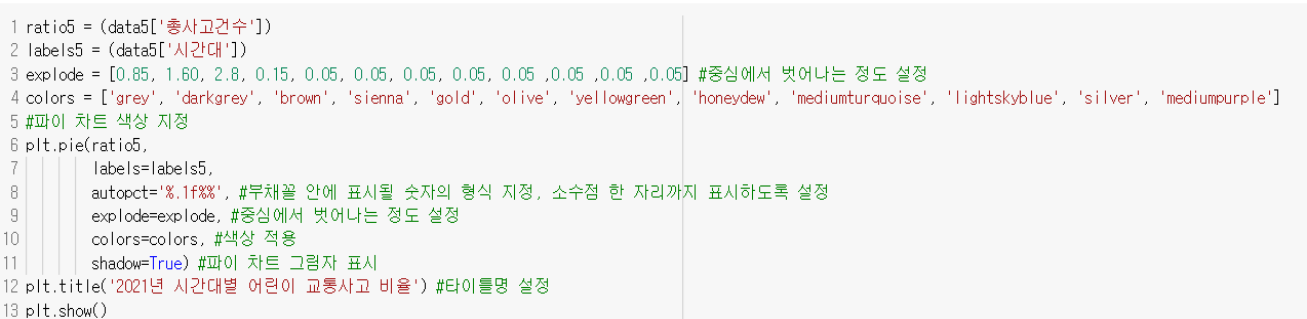 1 ratio5 = (data5['총사고건수'])
2 labels5 = (data5['시간대'])
3 explode = [0.85, 1.60, 2.8, 0.15, 0.05, 0.05, 0.05, 0.05, 0.05 ,0.05 ,0.05 ,0.05] #중심에서 벗어나는 정도 설정
4 colors = ['grey', 'darkgrey', 'brown', 'sienna', 'gold', 'olive', 'yellowgreen', 'honeydew', 'mediumturquoise', 'lightskyblue', 'silver', 'mediumpurple']
5 #파이 차트 색상 지정
6 plt.pie(ratio5,
7 labels=labels5,
8 autopct='%.1f%%', #부채꼴 안에 표시될 숫자의 형식 지정, 소수점 한 자리까지 표시하도록 설정
9 explode=explode, #중심에서 벗어나는 정도 설정
10 colors=colors, #색상 적용
11 shadow=True) #파이 차트 그림자 표시
12 plt.title('2021년 시간대별 어린이 교통사고 비율') #타이틀명 설정
13 plt.show()